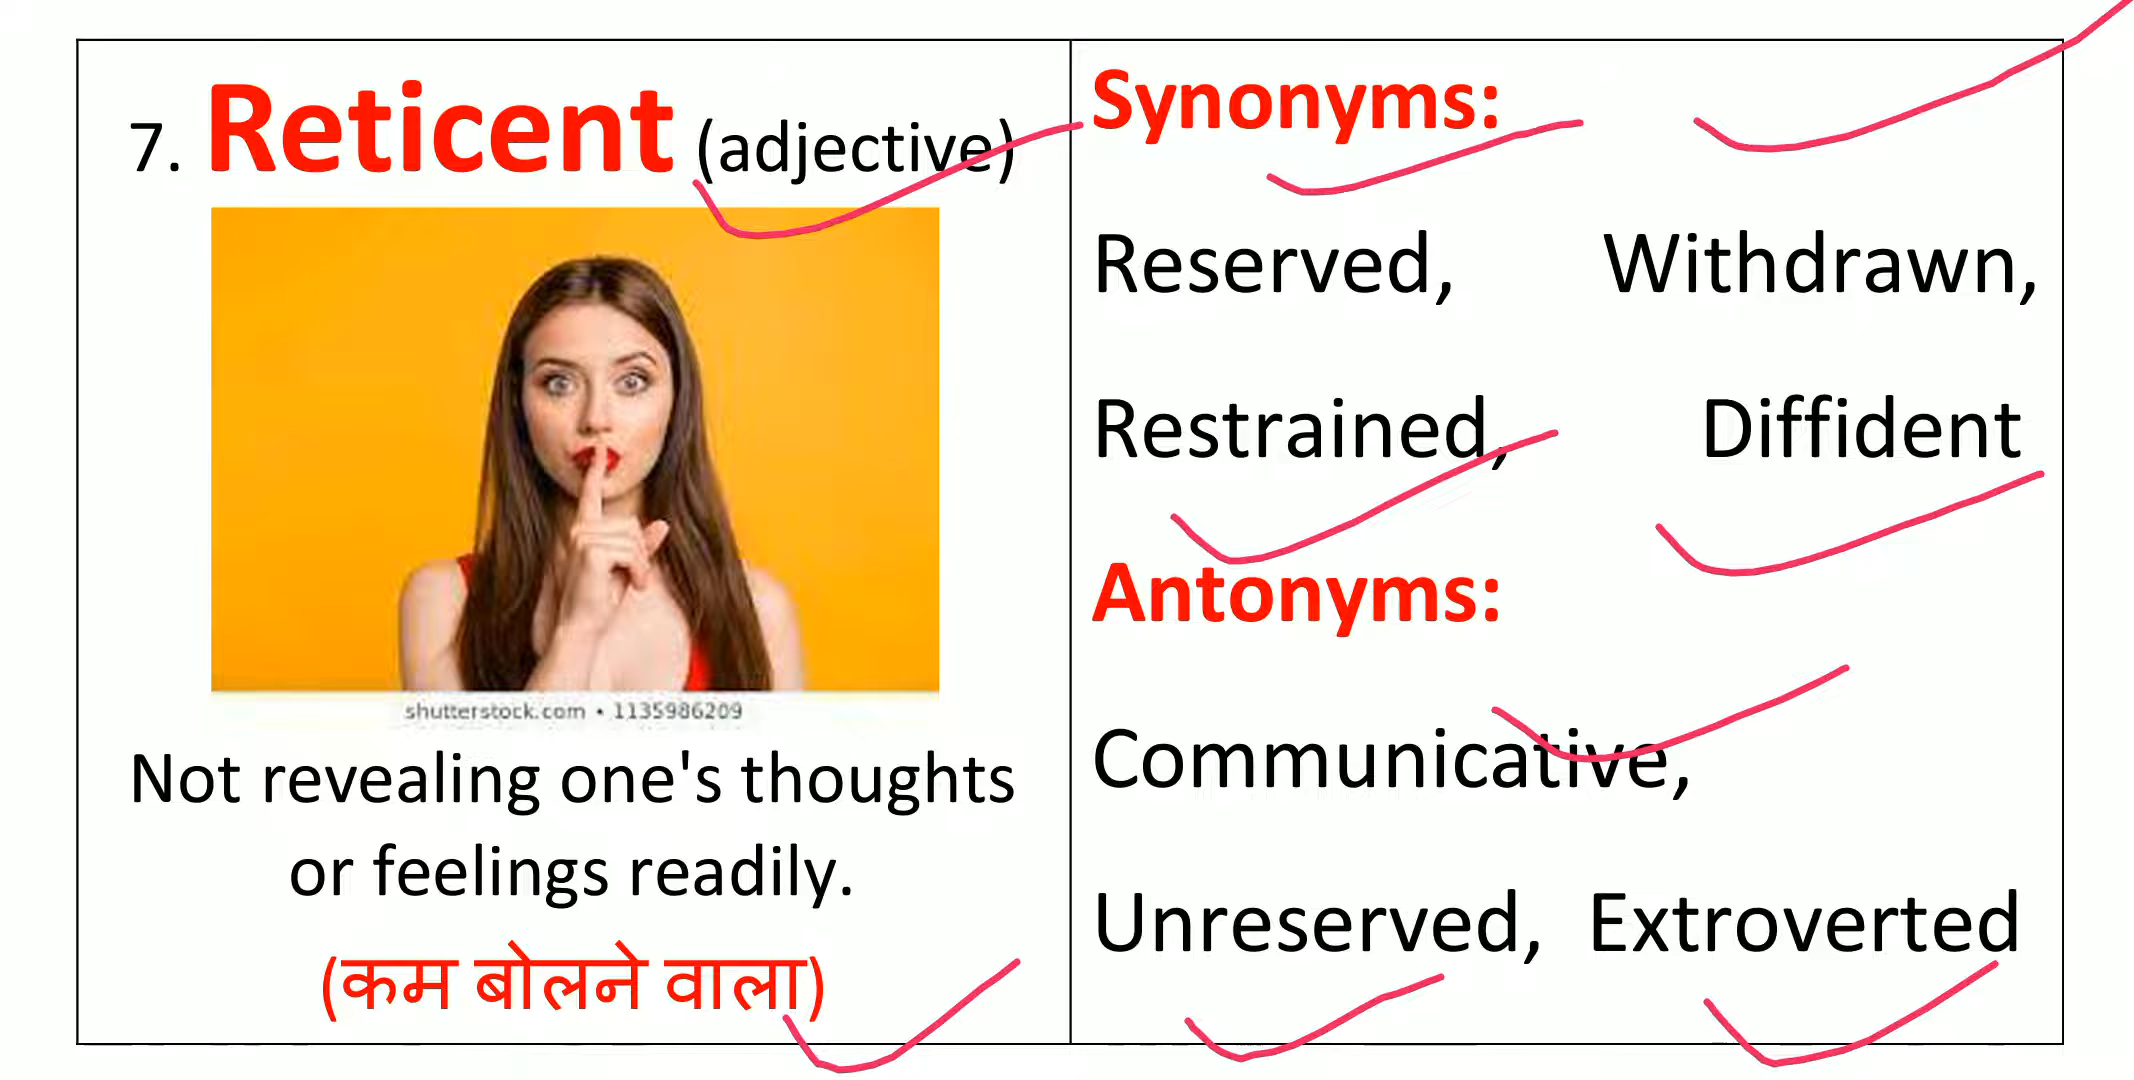 7. Reticent (adjective)
shutterstock.com • 1135986209
Not revealing one's thoughts
or feelings readily.
(कम बोलने वाला)
Synonyms:
Reserved, Withdrawn,
Restrained, Diffident
Antonyms:
Communicative,
Unreserved, Extroverted